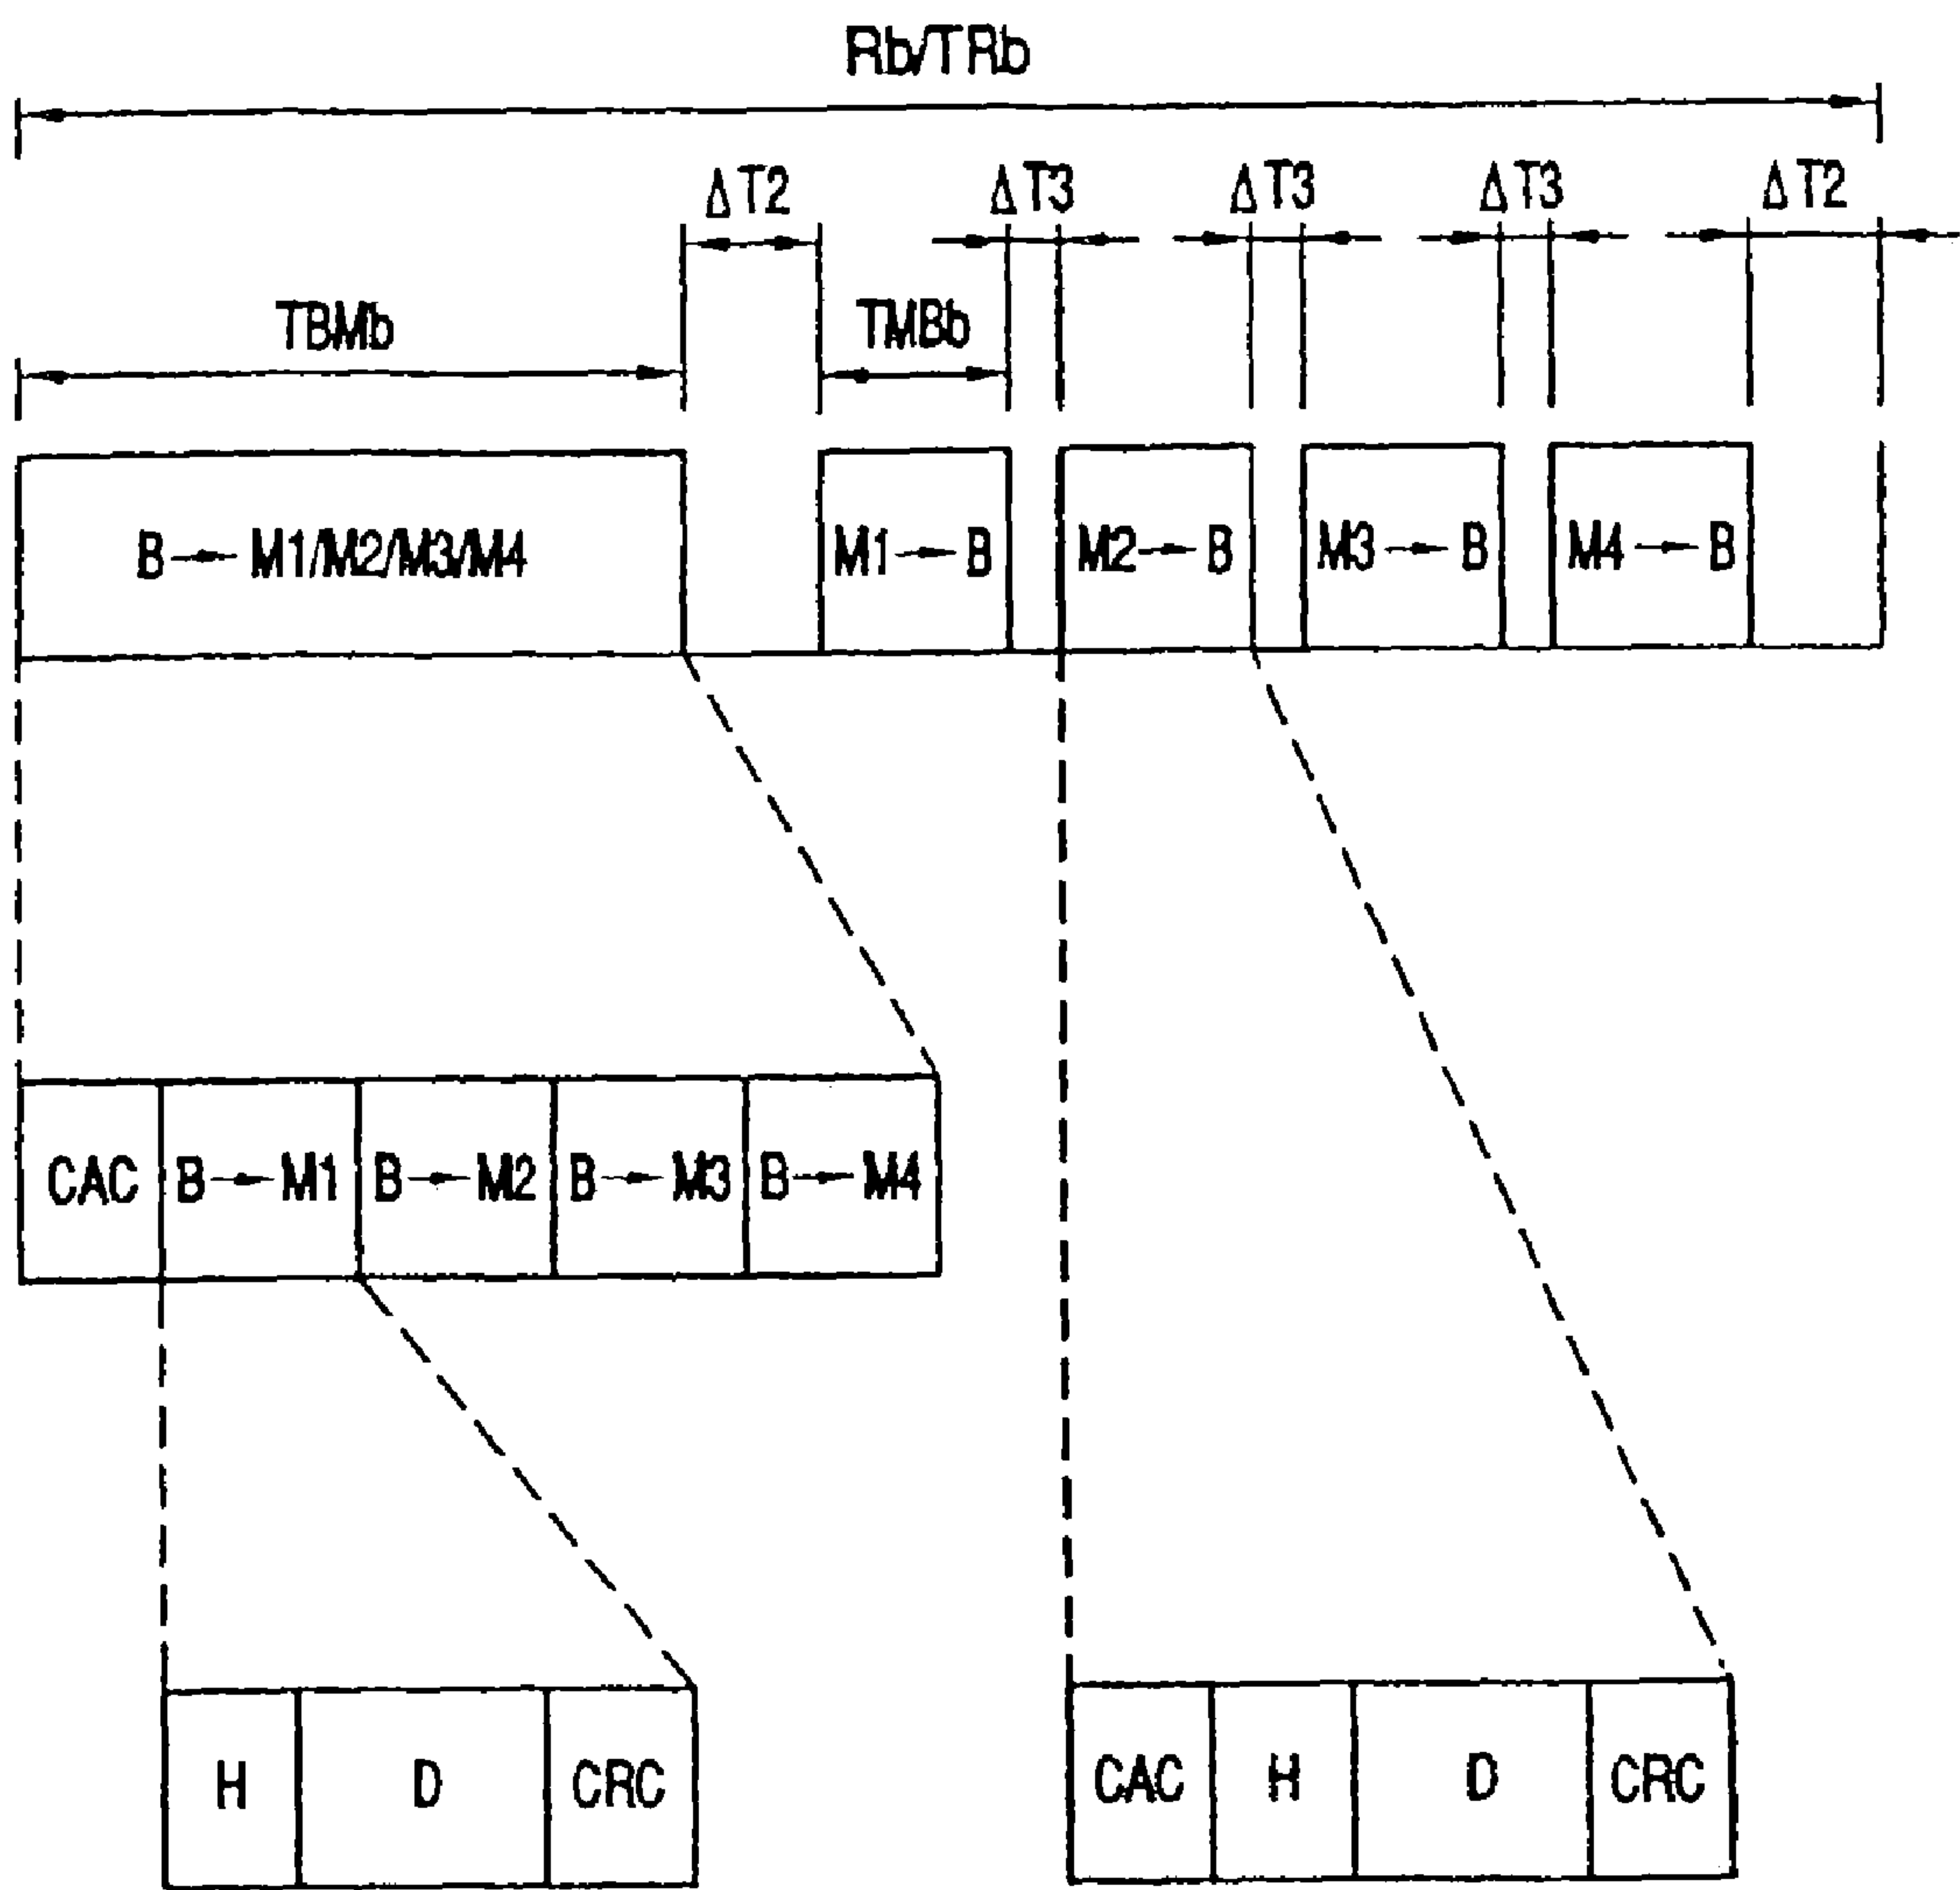 Rb/TRb
ΔT2 ΔT3 ΔT3 ΔT3 ΔT2
TBMb TMBb
B → M1/M2/M3/M4 M1 → B M2 → B M3 → B M4 → B
CAC B → M1 B → M2 B → M3 B → M4
H D CRC CAC H D CRC